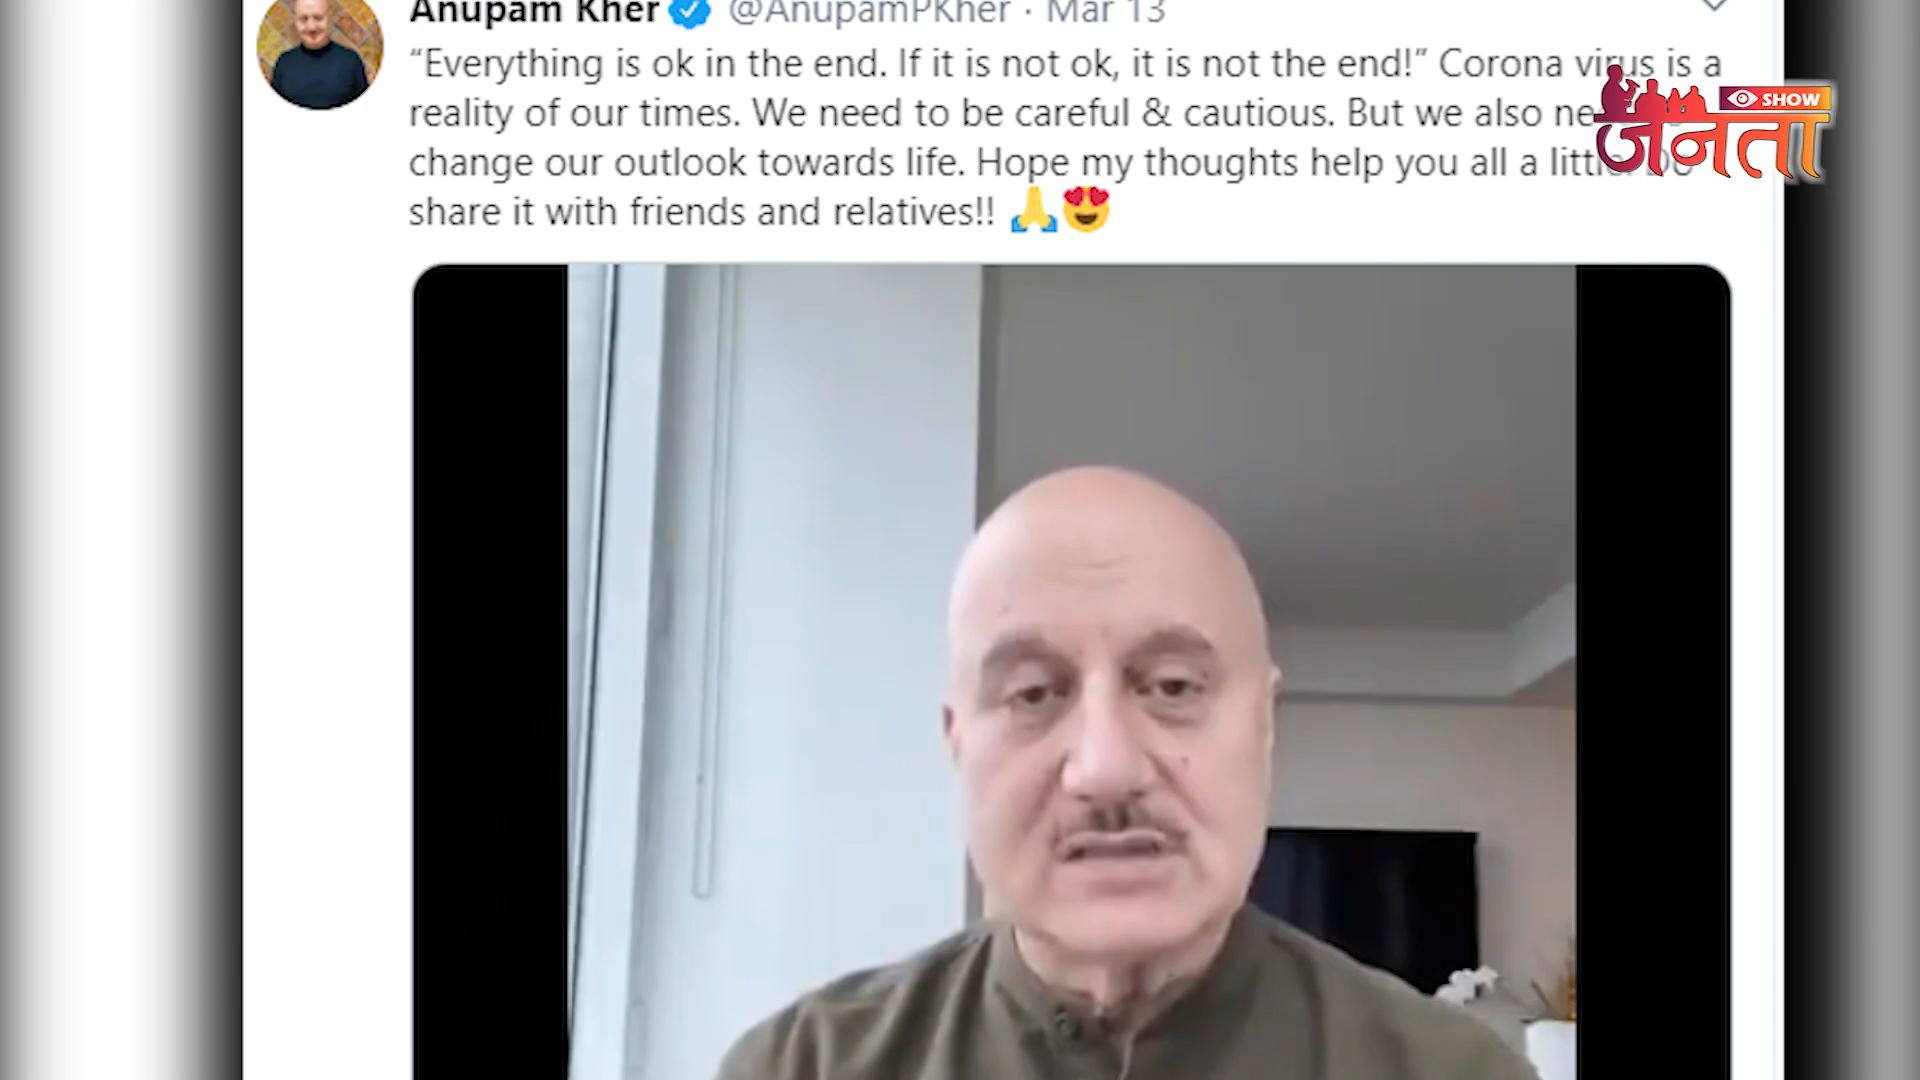 Anupam Kher @AnupamPKher · Mar 13
“Everything is ok in the end. If it is not ok, it is not the end!” Corona virus is a
reality of our times. We need to be careful & cautious. But we also
change our outlook towards life. Hope my thoughts help you all a
share it with friends and relatives!! 🙏😍
SHOW
जनता